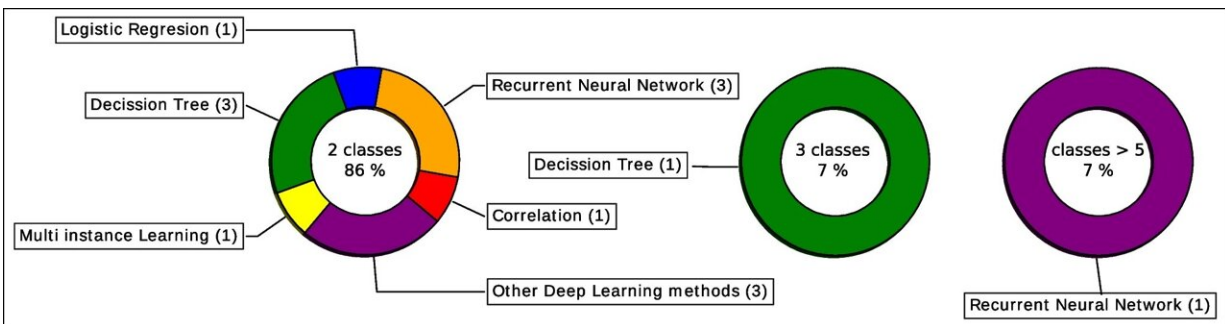 Logistic Regresion (1)
Decission Tree (3)
Multi instance Learning (1)
2 classes
86 %
Recurrent Neural Network (3)
Correlation (1)
Other Deep Learning methods (3)
Decission Tree (1)
3 classes
7 %
classes > 5
7 %
Recurrent Neural Network (1)